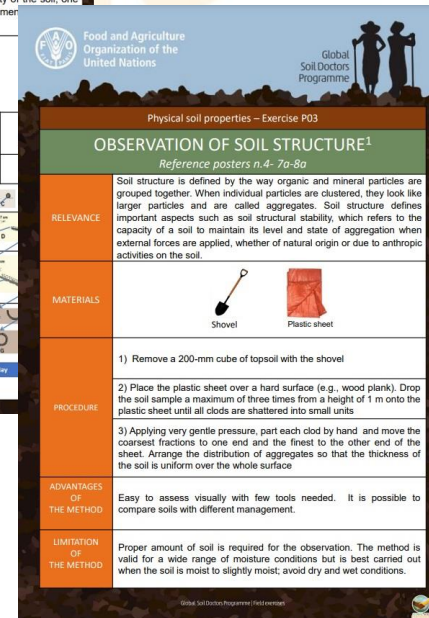 Food and Agriculture
Organization of the
United Nations
Global
Soil Doctors
Programme
Physical soil properties – Exercise P03
OBSERVATION OF SOIL STRUCTURE¹
Reference posters n.4- 7a-8a
RELEVANCE
Soil structure is defined by the way organic and mineral particles are
grouped together. When individual particles are clustered, they look like
larger particles and are called aggregates. Soil structure defines
important aspects such as soil structural stability, which refers to the
capacity of a soil to maintain its level and state of aggregation when
external forces are applied, whether of natural origin or due to anthropic
activities on the soil.
MATERIALS
Shovel
Plastic sheet
PROCEDURE
1) Remove a 200-mm cube of topsoil with the shovel
2) Place the plastic sheet over a hard surface (e.g., wood plank). Drop
the soil sample a maximum of three times from a height of 1 m onto the
plastic sheet until all clods are shattered into small units
3) Applying very gentle pressure, part each clod by hand and move the
coarsest fractions to one end and the finest to the other end of the
sheet. Arrange the distribution of aggregates so that the thickness of
the soil is uniform over the whole surface
ADVANTAGES
OF
THE METHOD
Easy to assess visually with few tools needed. It is possible to
compare soils with different management.
LIMITATION
OF
THE METHOD
Proper amount of soil is required for the observation. The method is
valid for a wide range of moisture conditions but is best carried out
when the soil is moist to slightly moist; avoid dry and wet conditions.
Global Soil Doctors Programme | Field exercises